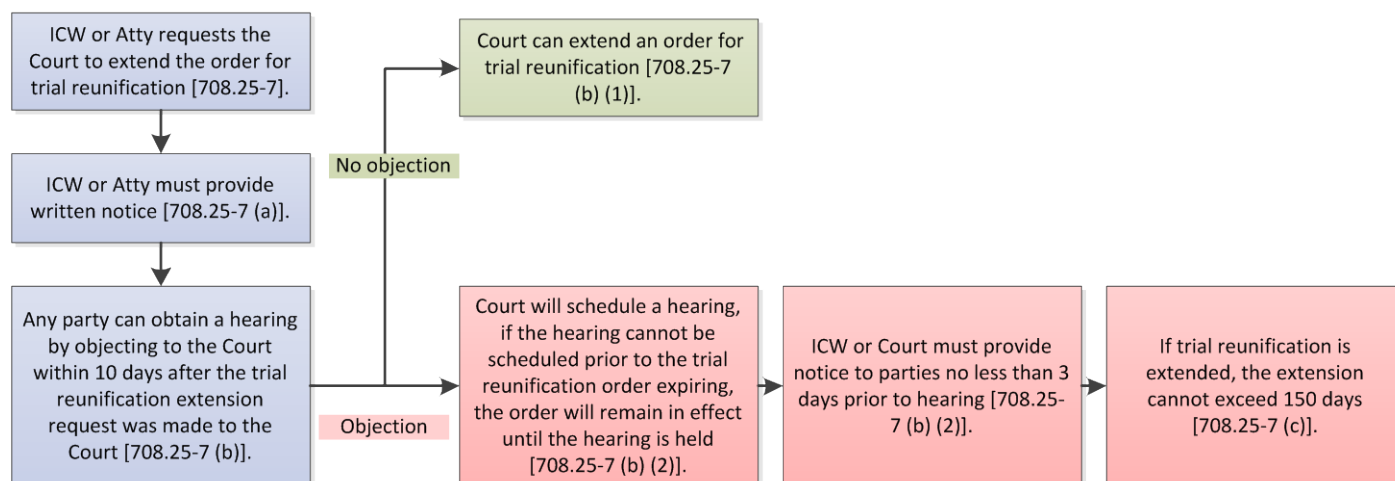 ICW or Atty requests the
Court to extend the order for
trial reunification [708.25-7].
Court can extend an order for
trial reunification [708.25-7
(b) (1)].
No objection
ICW or Atty must provide
written notice [708.25-7 (a)].
Any party can obtain a hearing
by objecting to the Court
within 10 days after the trial
reunification extension
request was made to the
Court [708.25-7 (b)].
Objection
Court will schedule a hearing,
if the hearing cannot be
scheduled prior to the trial
reunification order expiring,
the order will remain in effect
until the hearing is held
[708.25-7 (b) (2)].
ICW or Court must provide
notice to parties no less than 3
days prior to hearing [708.25-
7 (b) (2)].
If trial reunification is
extended, the extension
cannot exceed 150 days
[708.25-7 (c)].